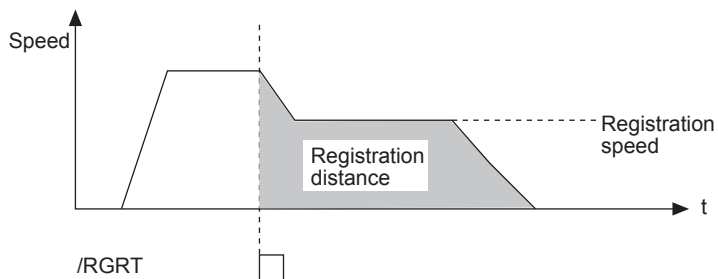 Speed
Registration
speed
Registration
distance
t
/RGRT